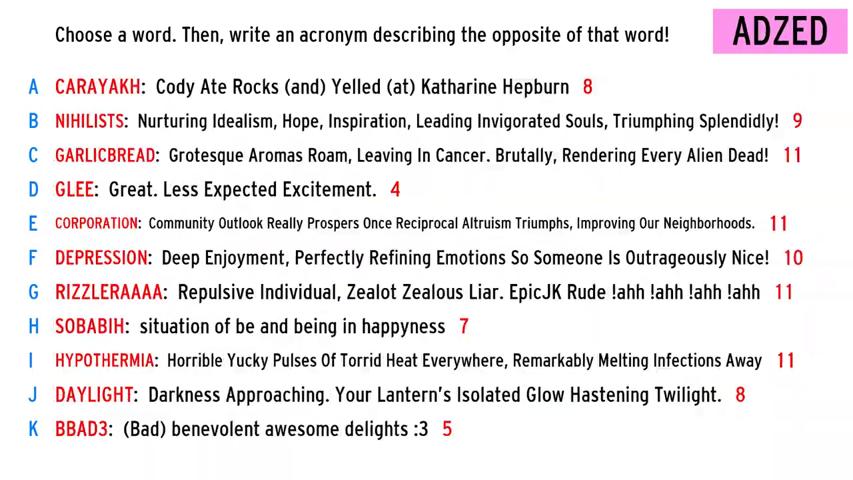 Choose a word. Then, write an acronym describing the opposite of that word!
ADZED
A CARAYAKH: Cody Ate Rocks (and) Yelled (at) Katharine Hepburn 8
B NIHILISTS: Nurturing Idealism, Hope, Inspiration, Leading Invigorated Souls, Triumphing Splendidly! 9
C GARLICBREAD: Grotesque Aromas Roam, Leaving In Cancer. Brutally, Rendering Every Alien Dead! 11
D GLEE: Great. Less Expected Excitement. 4
E CORPORATION: Community Outlook Really Prospers Once Reciprocal Altruism Triumphs, Improving Our Neighborhoods. 11
F DEPRESSION: Deep Enjoyment, Perfectly Refining Emotions So Someone Is Outrageously Nice! 10
G RIZZLERAAAA: Repulsive Individual, Zealot Zealous Liar. EpicJK Rude !ahh !ahh !ahh !ahh 11
H SOBABIH: situation of be and being in happyness 7
I HYPOTHERMIA: Horrible Yucky Pulses Of Torrid Heat Everywhere, Remarkably Melting Infections Away 11
J DAYLIGHT: Darkness Approaching. Your Lantern's Isolated Glow Hastening Twilight. 8
K BBAD3: (Bad) benevolent awesome delights :3 5